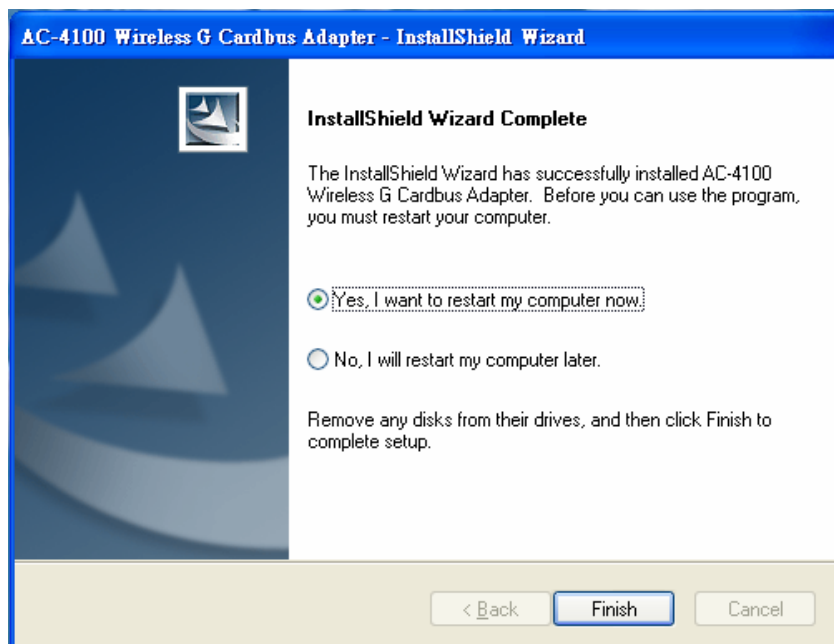 AC-4100 Wireless G Cardbus Adapter - InstallShield Wizard
InstallShield Wizard Complete
The InstallShield Wizard has successfully installed AC-4100
Wireless G Cardbus Adapter. Before you can use the program,
you must restart your computer.
Yes, I want to restart my computer now.
No, I will restart my computer later.
Remove any disks from their drives, and then click Finish to
complete setup.
< Back Finish Cancel